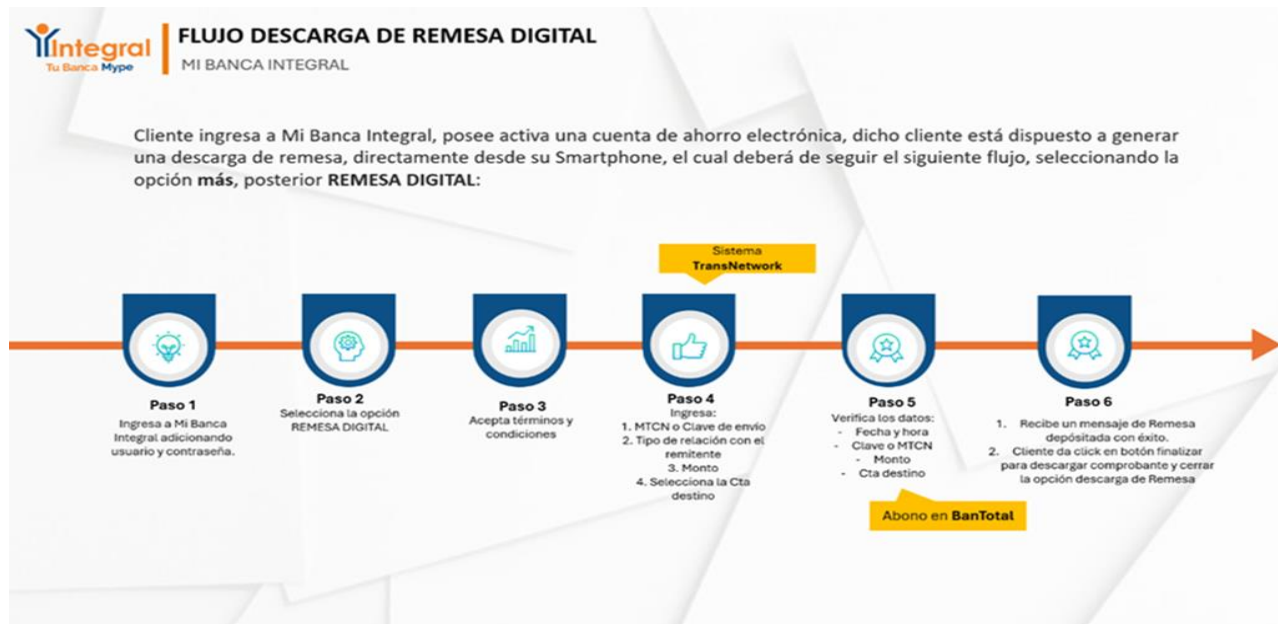 Integral
Tu Banca Mype
FLUJO DESCARGA DE REMESA DIGITAL
MI BANCA INTEGRAL
Cliente ingresa a Mi Banca Integral, posee activa una cuenta de ahorro electrónica, dicho cliente está dispuesto a generar
una descarga de remesa, directamente desde su Smartphone, el cual deberá de seguir el siguiente flujo, seleccionando la
opción más, posterior REMESA DIGITAL:
Sistema
TransNetwork
Paso 1
Ingresa a Mi Banca
Integral adicionando
usuario y contraseña.
Paso 2
Selecciona la opción
REMESA DIGITAL
Paso 3
Acepta términos y
condiciones
Paso 4
Ingresa:
1. MTCN o Clave de envío
2. Tipo de relación con el
remitente
3. Monto
4. Selecciona la Cta
destino
Paso 5
Verifica los datos:
- Fecha y hora
- Clave o MTCN
- Monto
- Cta destino
Abono en BanTotal
Paso 6
1. Recibe un mensaje de Remesa
depósitada con éxito.
2. Cliente da click en botón finalizar
para descargar comprobante y cerrar
la opción descarga de Remesa